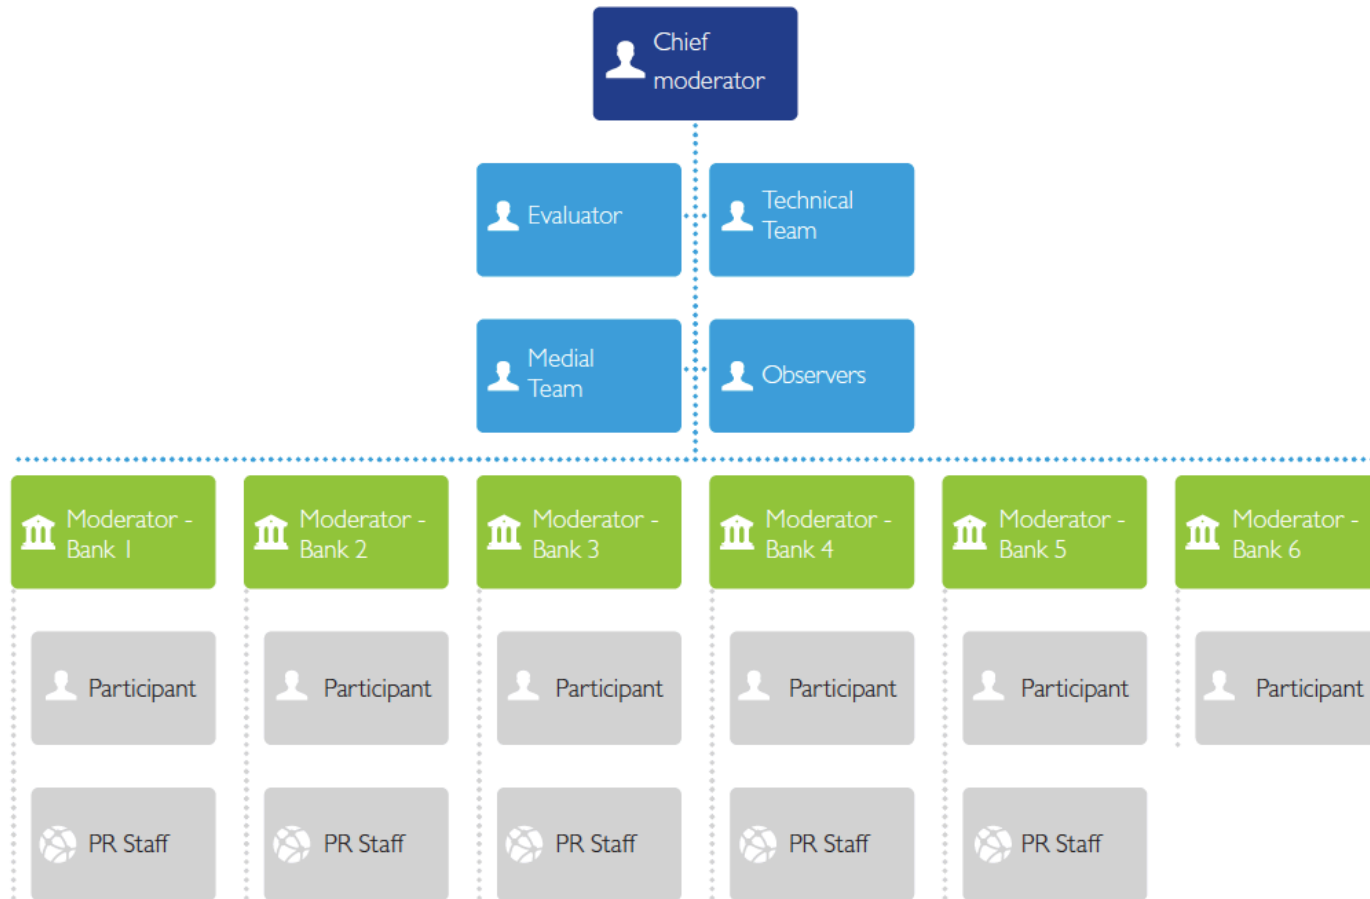 Chief
moderator
Evaluator
Technical
Team
Medial
Team
Observers
Moderator -
Bank 1
Moderator -
Bank 2
Moderator -
Bank 3
Moderator -
Bank 4
Moderator -
Bank 5
Moderator -
Bank 6
Participant
Participant
Participant
Participant
Participant
Participant
PR Staff
PR Staff
PR Staff
PR Staff
PR Staff